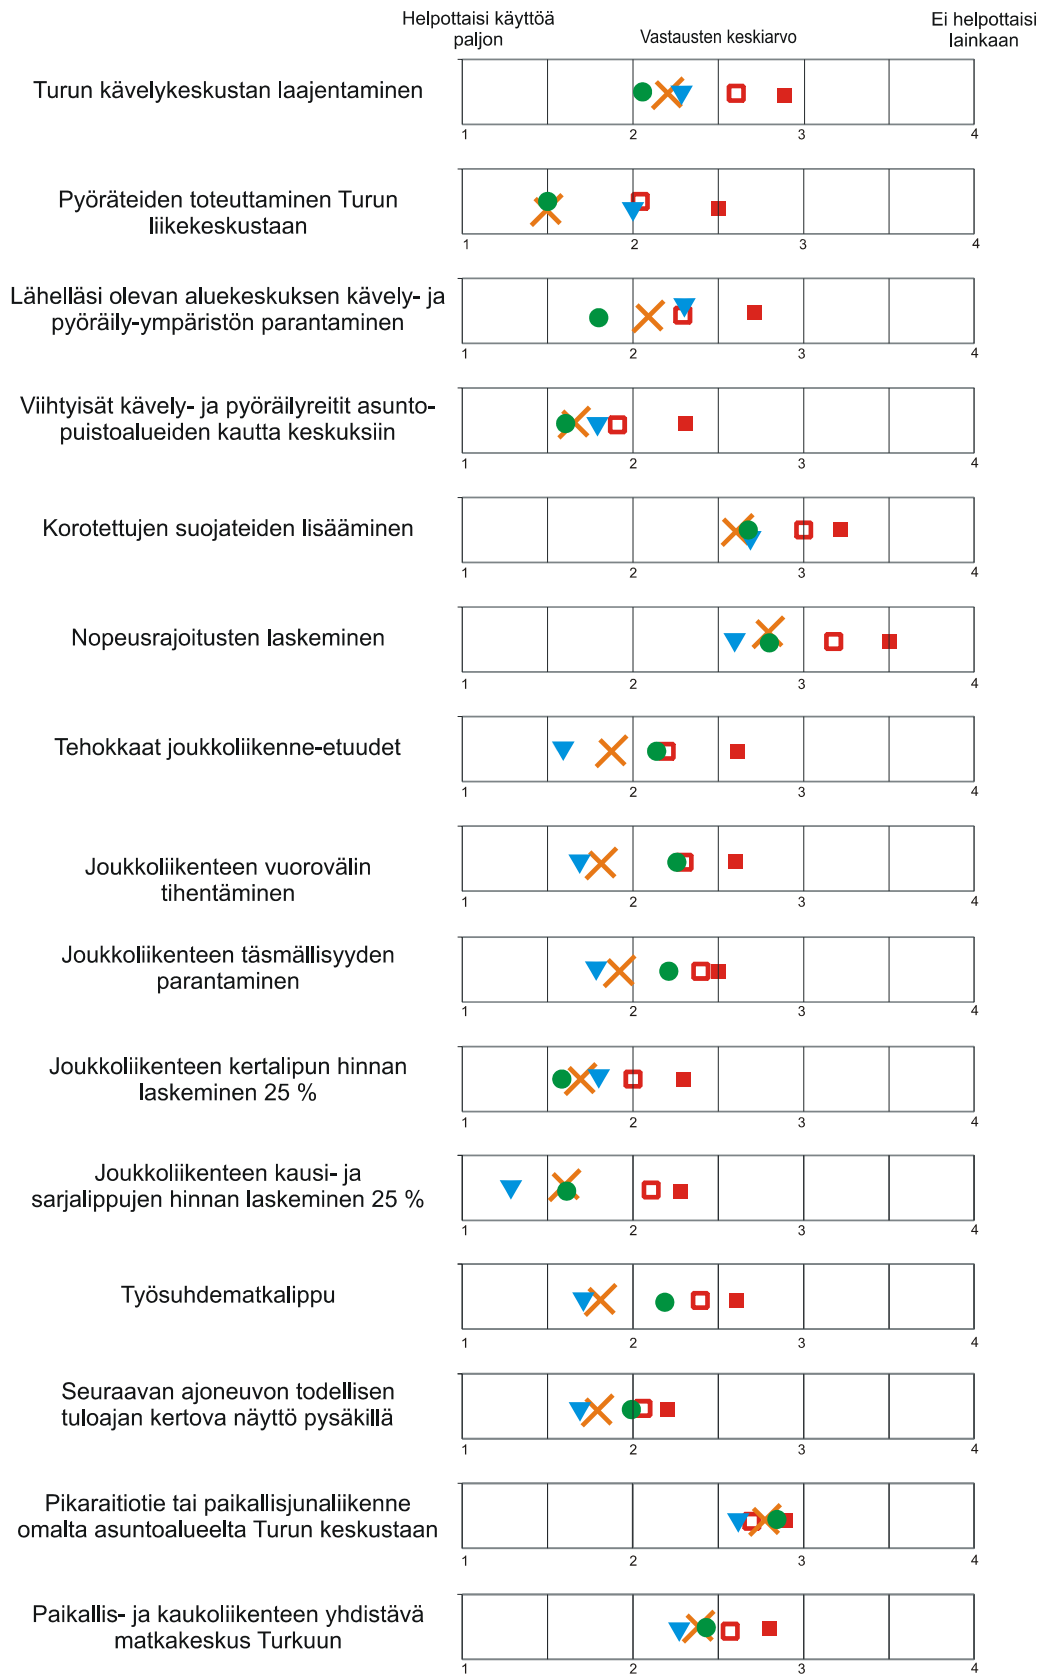 Helpottaisi käyttöä
paljon
Vastausten keskiarvo
Ei helpottaisi
lainkaan
Turun kävelykeskustan laajentaminen
1 2 3 4
Pyöräteiden toteuttaminen Turun
liikekeskustaan
1 2 3 4
Lähelläsi olevan aluekeskuksen kävely- ja
pyöräily-ympäristön parantaminen
1 2 3 4
Viihtyisät kävely- ja pyöräilyreitit asunto-
puistoalueiden kautta keskuksiin
1 2 3 4
Korotettujen suojateiden lisääminen
1 2 3 4
Nopeusrajoitusten laskeminen
1 2 3 4
Tehokkaat joukkoliikenne-etuudet
1 2 3 4
Joukkoliikenteen vuorovälin
tihentäminen
1 2 3 4
Joukkoliikenteen täsmällisyyden
parantaminen
1 2 3 4
Joukkoliikenteen kertalipun hinnan
laskeminen 25 %
1 2 3 4
Joukkoliikenteen kausi- ja
sarjalippujen hinnan laskeminen 25 %
1 2 3 4
Työsuhdematkalippu
1 2 3 4
Seuraavan ajoneuvon todellisen
tuloajan kertova näyttö pysäkillä
1 2 3 4
Pikaraitiotie tai paikallisjunaliikenne
omalta asuntoalueelta Turun keskustaan
1 2 3 4
Paikallis- ja kaukoliikenteen yhdistävä
matkakeskus Turkuun
1 2 3 4